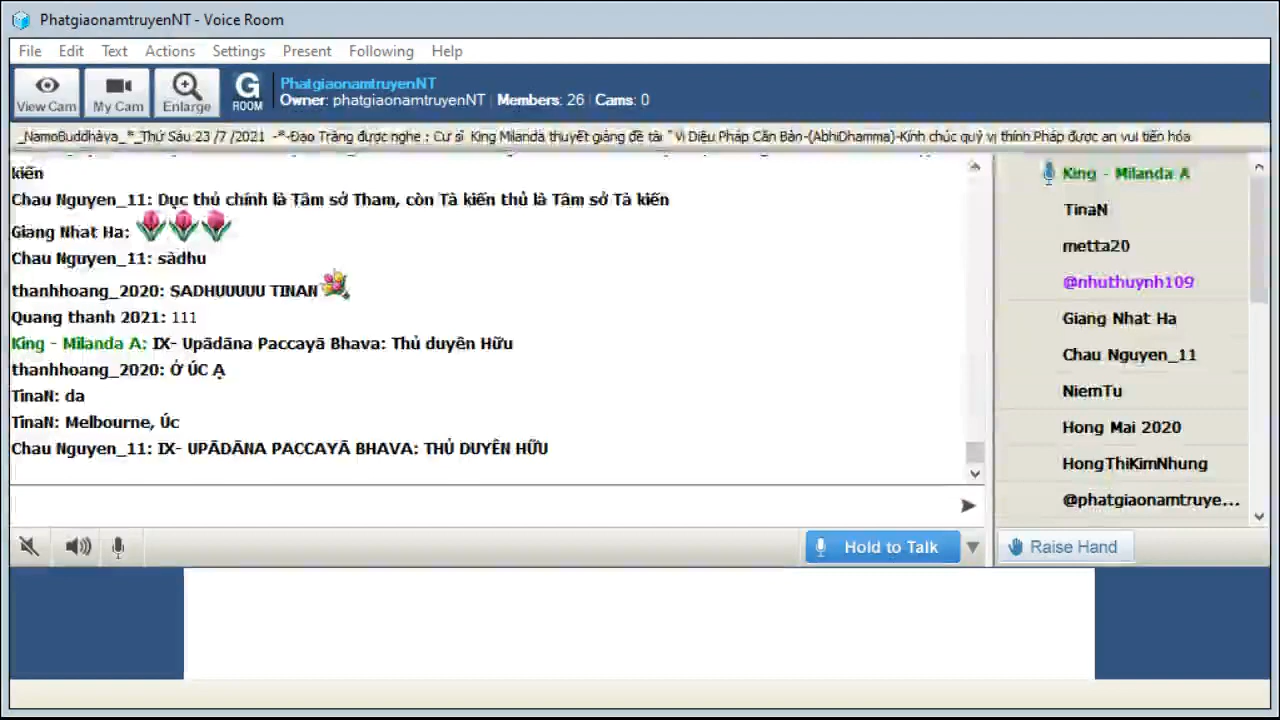 PhatgiaonamtruyenNT - Voice Room
File Edit Text Actions Settings Present Following Help
View Cam My Cam Enlarge G ROOM
PhatgiaonamtruyenNT
Owner: phatgiaonamtruyenNT | Members: 26 | Cams: 0
_NamoBuddhàya_*_Thứ Sáu 23 /7 /2021 -*-Đạo Tràng được nghe : Cư sĩ King Milanda thuyết giảng đề tài " Vi Diệu Pháp Căn Bản-(AbhiDhamma)-Kính chúc quý vị thính Pháp được an vui tiến hóa
kiến
Chau Nguyen_11: Dục thủ chính là Tâm sở Tham, còn Tà kiến thủ là Tâm sở Tà kiến
Giang Nhat Ha:
Chau Nguyen_11: sàdhu
thanhhoang_2020: SADHUUUUU TINAN
Quang thanh 2021: 111
King - Milanda A: IX- Upādāna Paccayā Bhava: Thủ duyên Hữu
thanhhoang_2020: Ở ÚC Ạ
TinaN: da
TinaN: Melbourne, Úc
Chau Nguyen_11: IX- UPĀDĀNA PACCAYĀ BHAVA: THỦ DUYÊN HỮU
King - Milanda A
TinaN
metta20
@nhuthuynh109
Giang Nhat Ha
Chau Nguyen_11
NiemTu
Hong Mai 2020
HongThiKimNhung
@phatgiaonamtruye...
Hold to Talk
Raise Hand